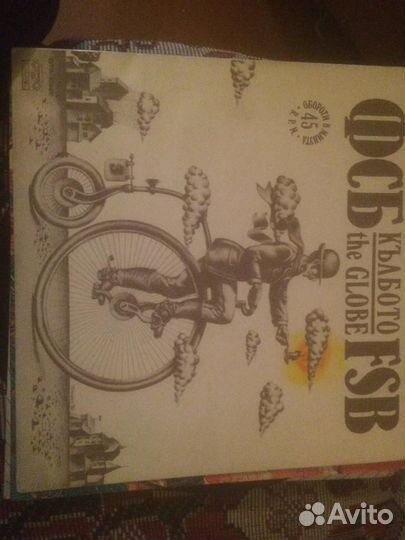 ОБОРОТИ В МИНУТА
45
R.P.M.
ФСБ
КЪЛБОТО
the GLOBE
FSB
Avito